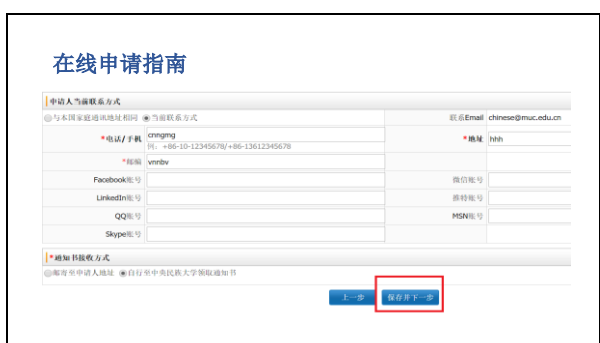 在线申请指南
申请人当前联系方式
与本国家庭通讯地址相同 当前联系方式 联系Email chinese@muc.edu.cn
*电话/手机 cnngmg *地址 hhh
例：+86-10-12345678/+86-13612345678
*邮编 vnnbv
Facebook账号 微信账号
LinkedIn账号 推特账号
QQ账号 MSN账号
Skype账号
*通知书接收方式
邮寄至申请人地址 自行至中央民族大学领取通知书
上一步 保存并下一步